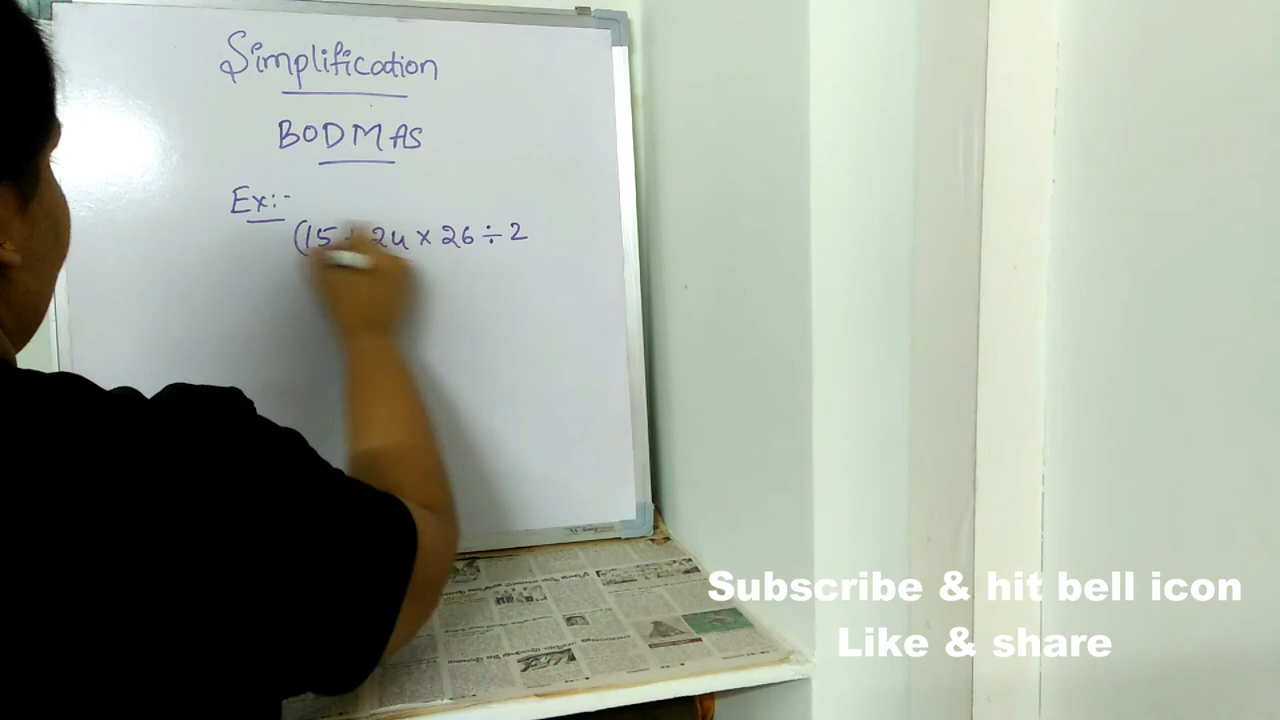 Simplification
BODMAS
Ex:-
(15 + 24 × 26 ÷ 2
Subscribe & hit bell icon
Like & share